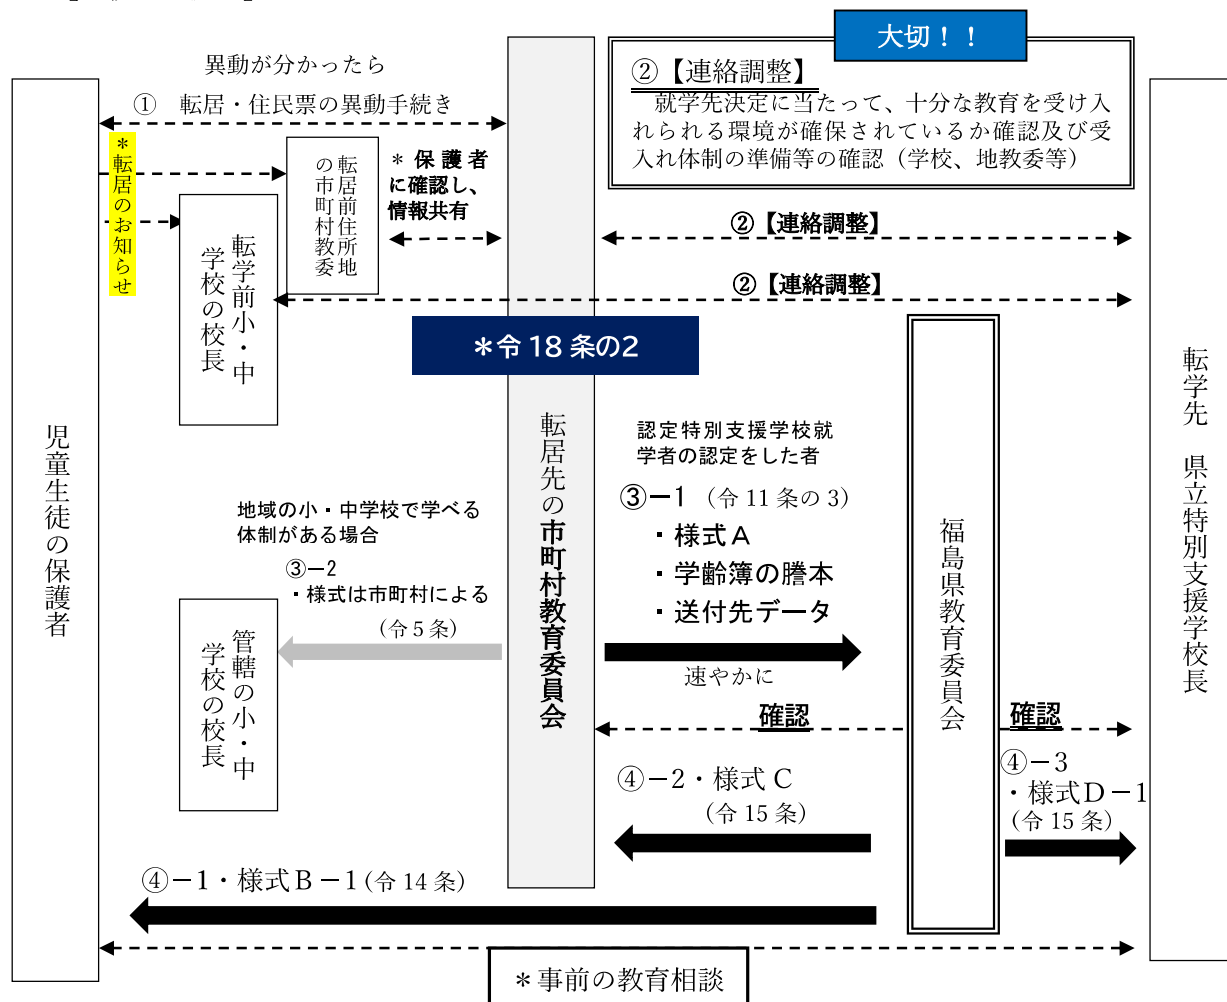 大切！！
異動が分かったら
① 転居・住民票の異動手続き
②【連絡調整】
就学先決定に当たって、十分な教育を受け入
れられる環境が確保されているか確認及び受
入れ体制の準備等の確認（学校、地教委等）
＊転居のお知らせ
転居前住所地
の市町村教委
＊保護者
に確認し、
情報共有
②【連絡調整】
②【連絡調整】
転学前小・中
学校の校長
＊令18条の2
児童生徒の保護者
転居先の市町村教育委員会
認定特別支援学校就
学者の認定をした者
③－1（令11条の3）
・様式A
・学齢簿の謄本
・送付先データ
速やかに
地域の小・中学校で学べる
体制がある場合
③－2
・様式は市町村による
（令5条）
管轄の小・中
学校の校長
福島県教育委員会
転学先　県立特別支援学校長
確認
確認
④－2・様式C
（令15条）
④－3
・様式D－1
（令15条）
④－1・様式B－1（令14条）
＊事前の教育相談